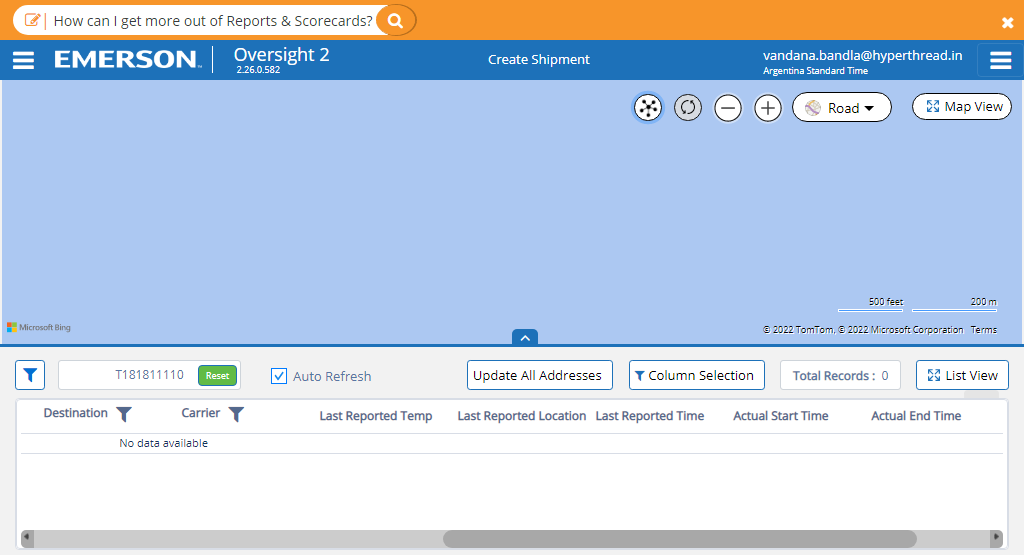 How can I get more out of Reports & Scorecards?
EMERSON™ Oversight 2
2.26.0.582
Create Shipment
vandana.bandla@hyperthread.in
Argentina Standard Time
Road
Map View
500 feet 200 m
Microsoft Bing
© 2022 TomTom, © 2022 Microsoft Corporation Terms
T181811110 Reset Auto Refresh Update All Addresses Column Selection Total Records : 0 List View
Destination Carrier Last Reported Temp Last Reported Location Last Reported Time Actual Start Time Actual End Time
No data available